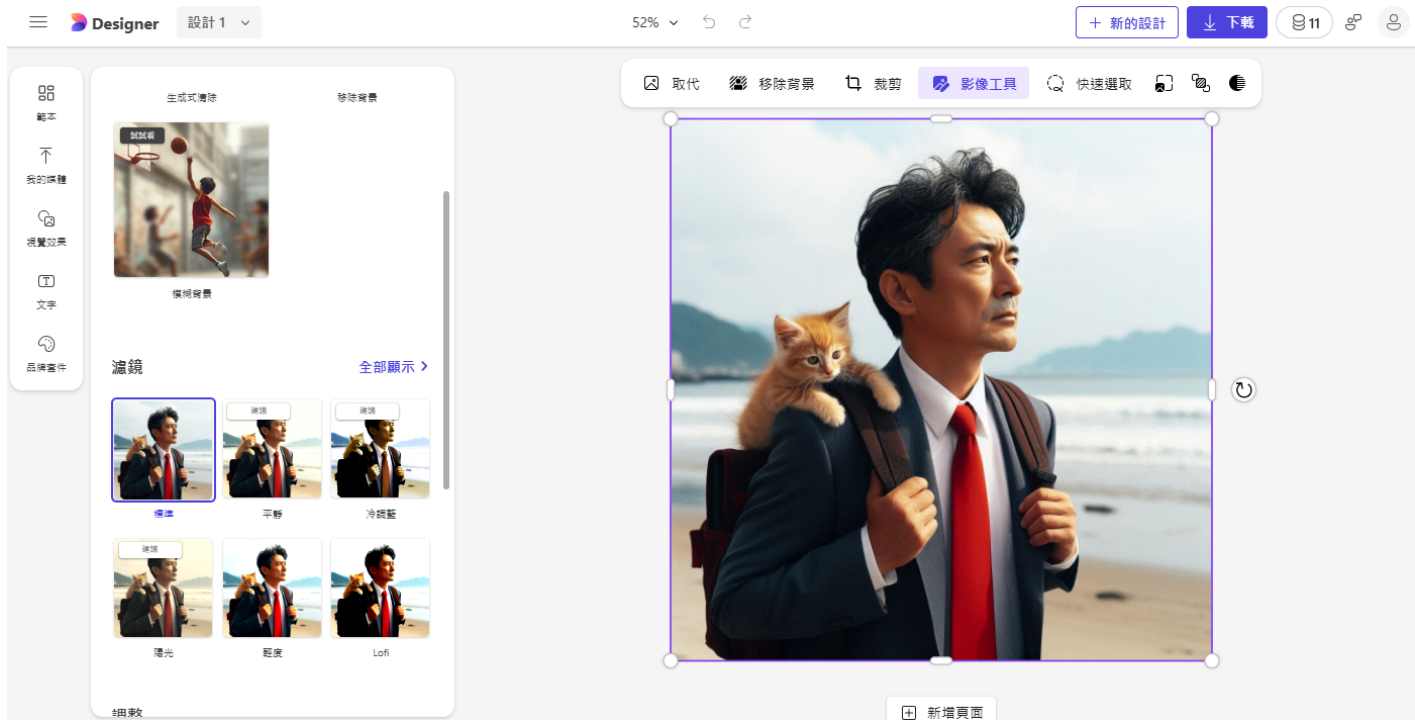 Designer
設計 1
52%
新的設計
下載
11
範本
我的媒體
視覺效果
文字
品牌套件
生成式清除
移除背景
試試看
模糊背景
濾鏡
全部顯示
標準
建議
平靜
建議
冷調藍
建議
陽光
輕度
Lofi
調整
取代
移除背景
裁剪
影像工具
快速選取
新增頁面